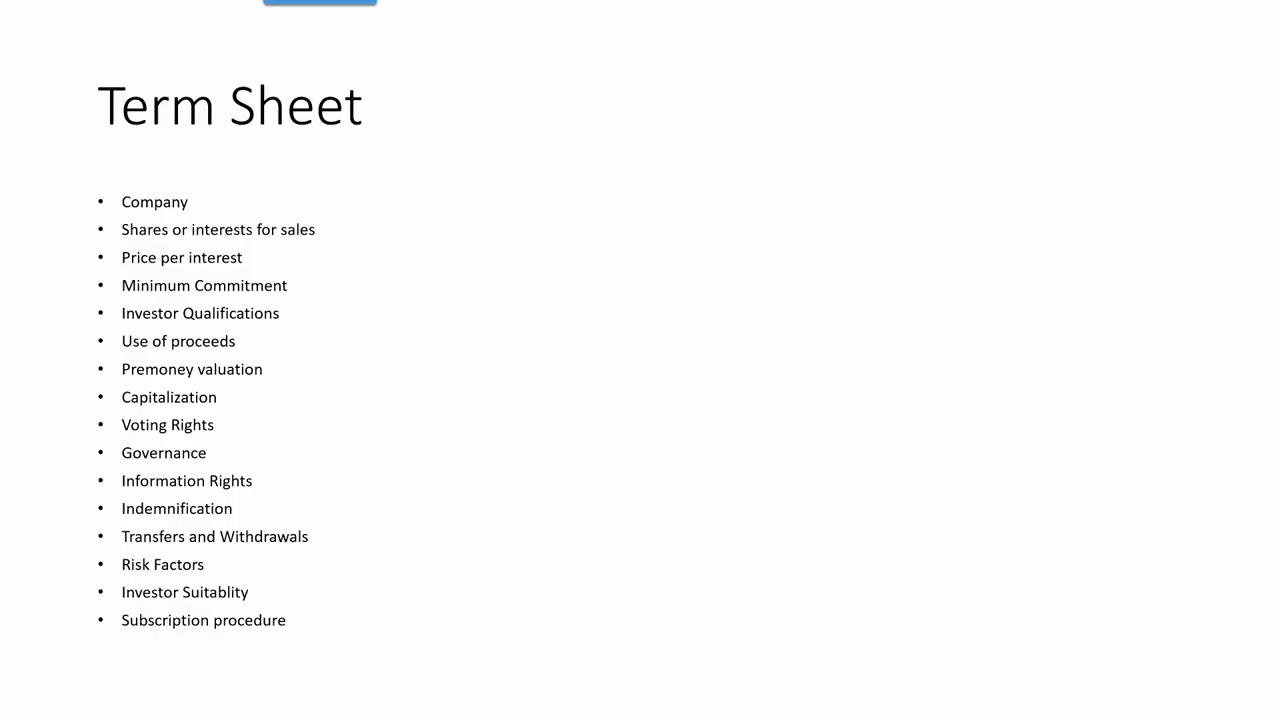 Term Sheet
• Company
• Shares or interests for sales
• Price per interest
• Minimum Commitment
• Investor Qualifications
• Use of proceeds
• Premoney valuation
• Capitalization
• Voting Rights
• Governance
• Information Rights
• Indemnification
• Transfers and Withdrawals
• Risk Factors
• Investor Suitablity
• Subscription procedure